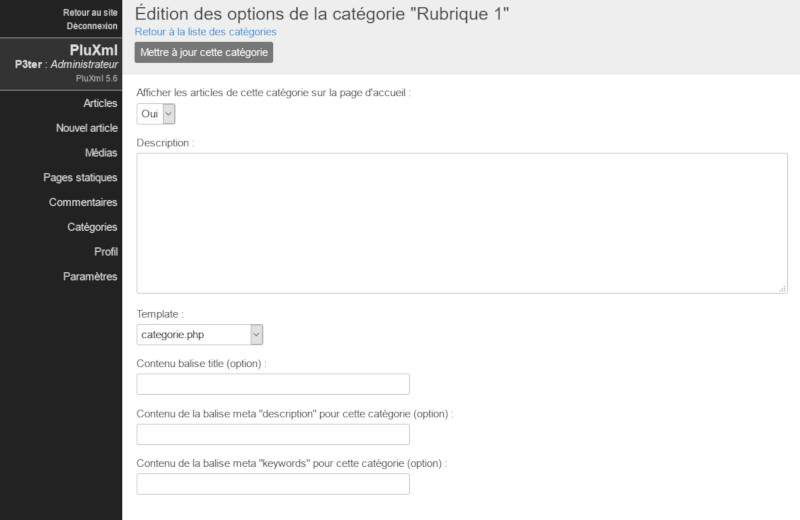 Retour au site
Déconnexion
PluXml
P3ter : Administrateur
PluXml 5.6
Articles
Nouvel article
Médias
Pages statiques
Commentaires
Catégories
Profil
Paramètres
Édition des options de la catégorie "Rubrique 1"
Retour à la liste des catégories
Mettre à jour cette catégorie
Afficher les articles de cette catégorie sur la page d'accueil :
Oui
Description :
Template :
categorie.php
Contenu balise title (option) :
Contenu de la balise meta "description" pour cette catégorie (option) :
Contenu de la balise meta "keywords" pour cette catégorie (option) :